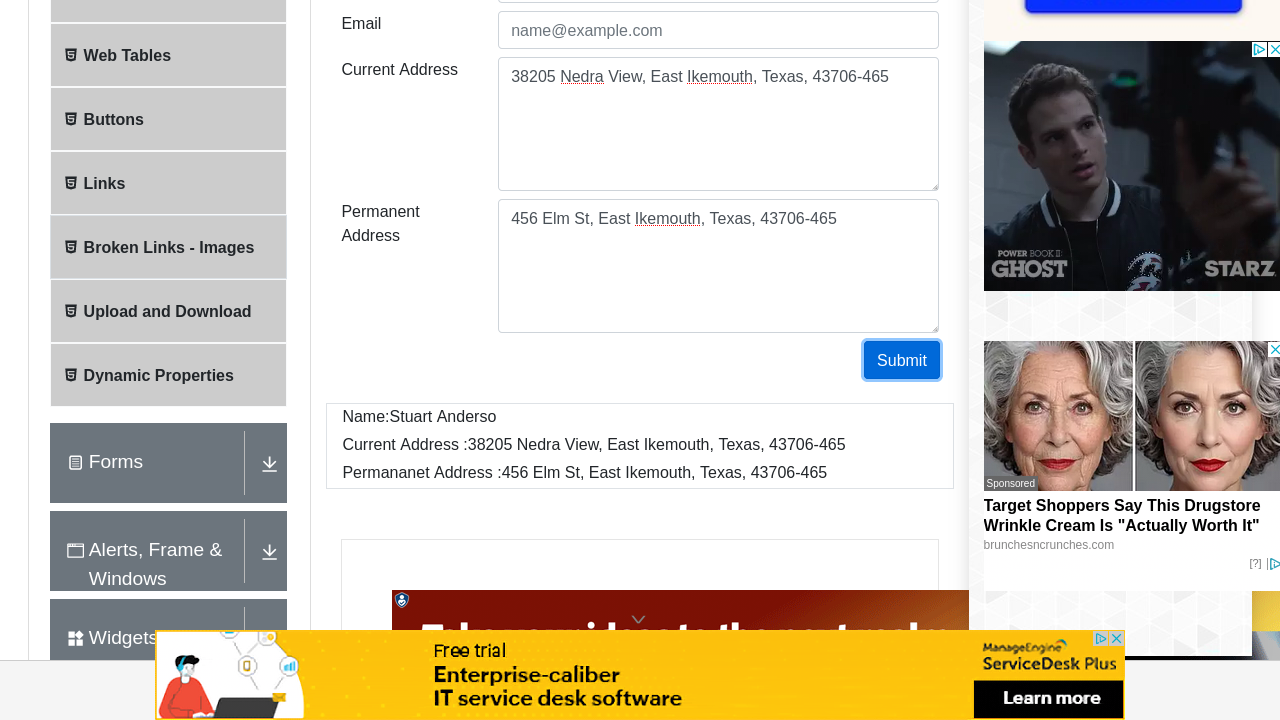 Email
name@example.com
Web Tables
Current Address
38205 Nedra View, East Ikemouth, Texas, 43706-465
Buttons
Links
Permanent
Address
456 Elm St, East Ikemouth, Texas, 43706-465
Broken Links - Images
POWER BOOK II:
GHOST
STARZ
Upload and Download
Submit
Dynamic Properties
Name:Stuart Anderso
Current Address :38205 Nedra View, East Ikemouth, Texas, 43706-465
Permananet Address :456 Elm St, East Ikemouth, Texas, 43706-465
Forms
Sponsored
Target Shoppers Say This Drugstore
Wrinkle Cream Is "Actually Worth It"
brunchesncrunches.com
[?]
Alerts, Frame &
Windows
Widgets
Free trial
Enterprise-caliber
IT service desk software
ManageEngine
ServiceDesk Plus
Learn more